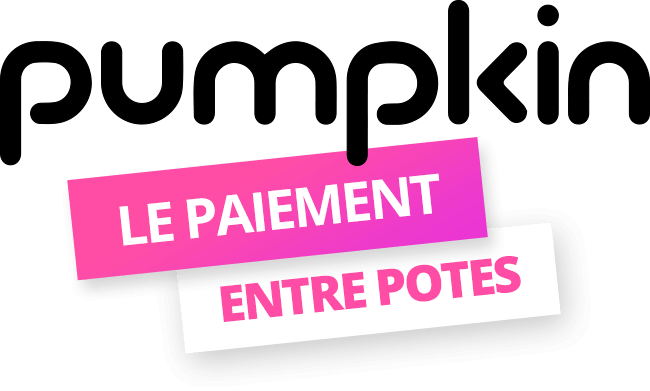 pumpkin
LE PAIEMENT
ENTRE POTES